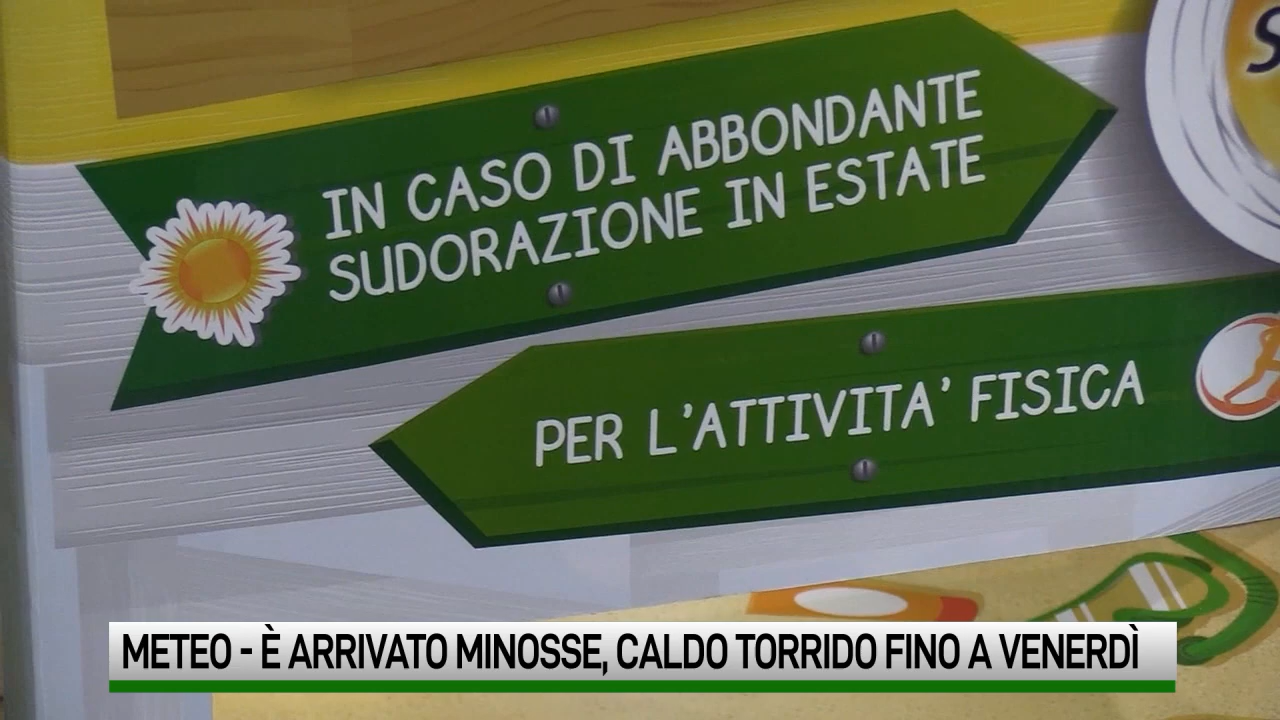 IN CASO DI ABBONDANTE
SUDORAZIONE IN ESTATE
PER L'ATTIVITA' FISICA
METEO - È ARRIVATO MINOSSE, CALDO TORRIDO FINO A VENERDÌ